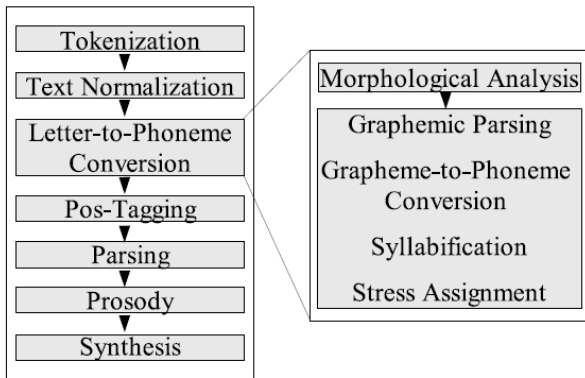 Tokenization
Text Normalization
Letter-to-Phoneme
Conversion
Pos-Tagging
Parsing
Prosody
Synthesis
Morphological Analysis
Graphemic Parsing
Grapheme-to-Phoneme
Conversion
Syllabification
Stress Assignment